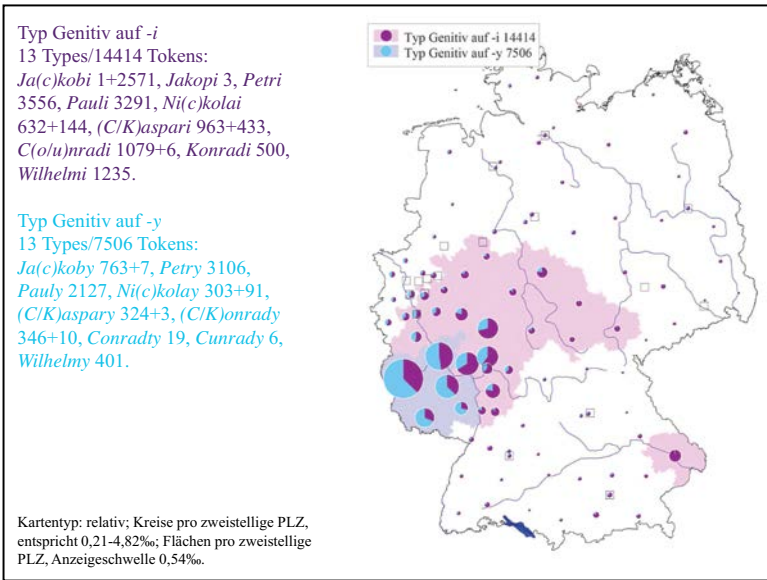 Typ Genitiv auf -i
13 Types/14414 Tokens:
Ja(c)kobi 1+2571, Jakopi 3, Petri
3556, Pauli 3291, Ni(c)kolai
632+144, (C/K)aspari 963+433,
C(o/u)nradi 1079+6, Konradi 500,
Wilhelmi 1235.
Typ Genitiv auf -y
13 Types/7506 Tokens:
Ja(c)koby 763+7, Petry 3106,
Pauly 2127, Ni(c)kolay 303+91,
(C/K)aspary 324+3, (C/K)onrady
346+10, Conradty 19, Cunrady 6,
Wilhelmy 401.
Kartentyp: relativ; Kreise pro zweistellige PLZ,
entspricht 0,21-4,82‰; Flächen pro zweistellige
PLZ, Anzeigeschwelle 0,54‰.
Typ Genitiv auf -i 14414
Typ Genitiv auf -y 7506